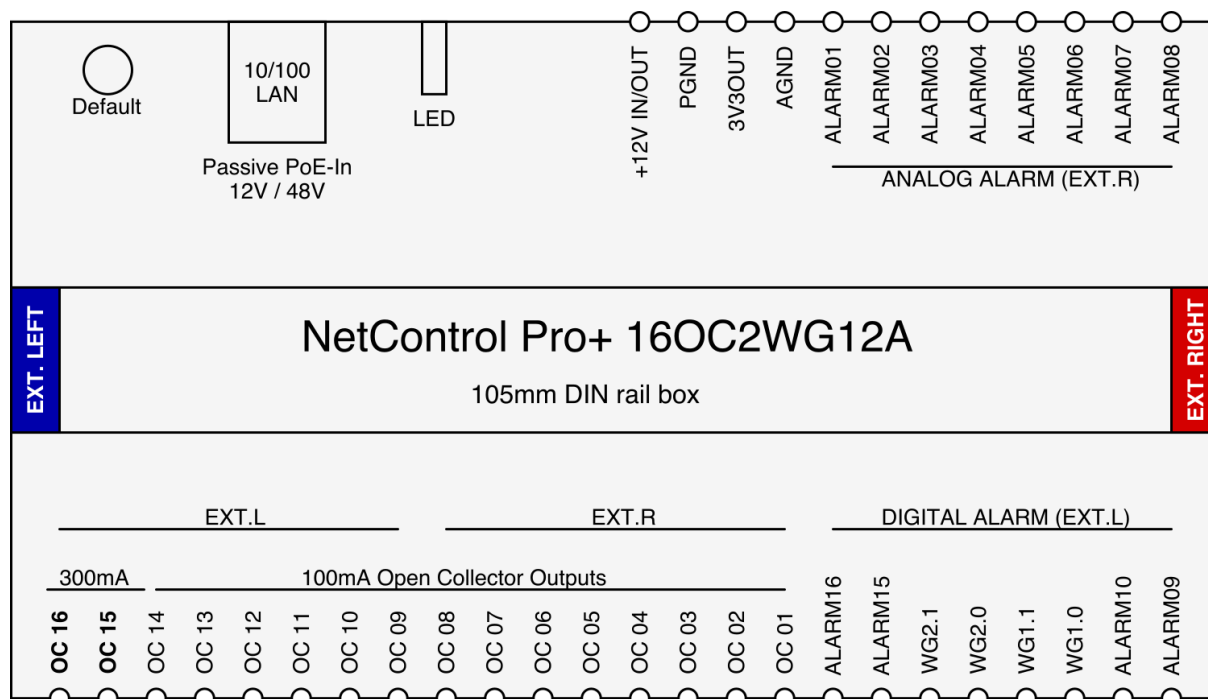 Default
10/100
LAN
Passive PoE-In
12V / 48V
LED
+12V IN/OUT
PGND
3V3OUT
AGND
ALARM01
ALARM02
ALARM03
ALARM04
ALARM05
ALARM06
ALARM07
ALARM08
ANALOG ALARM (EXT.R)
EXT. LEFT
NetControl Pro+ 16OC2WG12A
105mm DIN rail box
EXT. RIGHT
EXT.L
EXT.R
DIGITAL ALARM (EXT.L)
300mA
100mA Open Collector Outputs
OC 16
OC 15
OC 14
OC 13
OC 12
OC 11
OC 10
OC 09
OC 08
OC 07
OC 06
OC 05
OC 04
OC 03
OC 02
OC 01
ALARM16
ALARM15
WG2.1
WG2.0
WG1.1
WG1.0
ALARM10
ALARM09